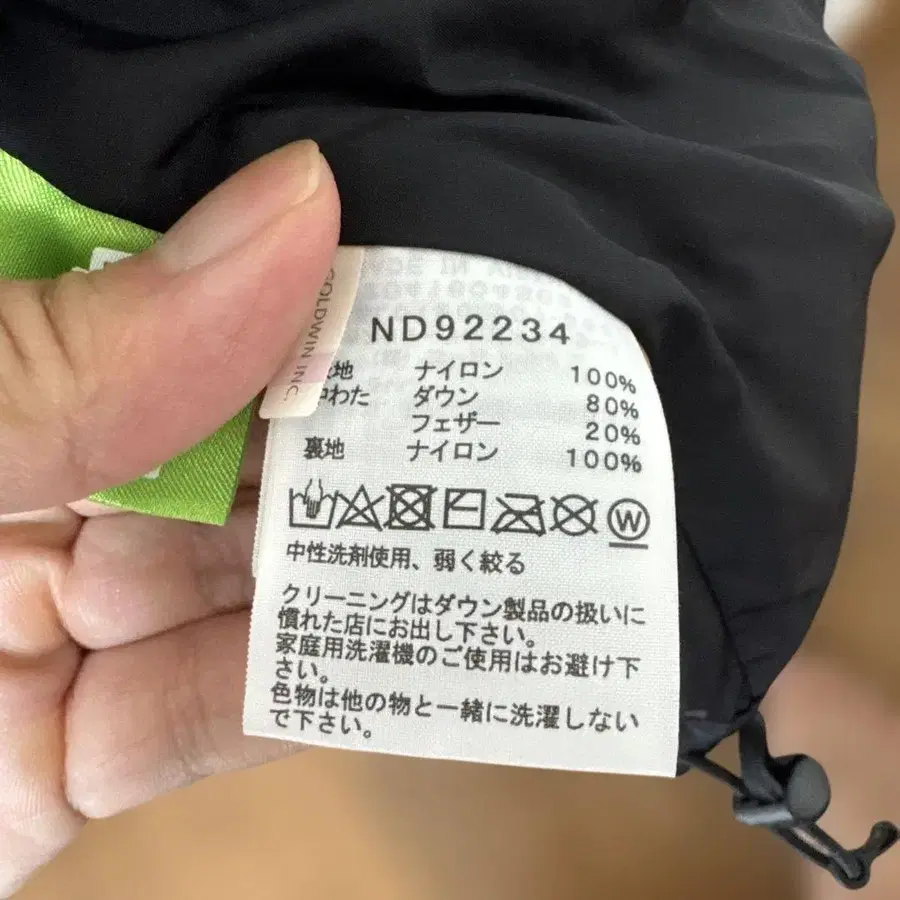 GOLDWIN INC.
ND92234
地 ナイロン 100%
中わた ダウン 80%
フェザー 20%
裏地 ナイロン 100%
W
中性洗剤使用、弱く絞る
クリーニングはダウン製品の扱いに
慣れた店にお出し下さい。
家庭用洗濯機のご使用はお避け下
さい。
色物は他の物と一緒に洗濯しない
で下さい。